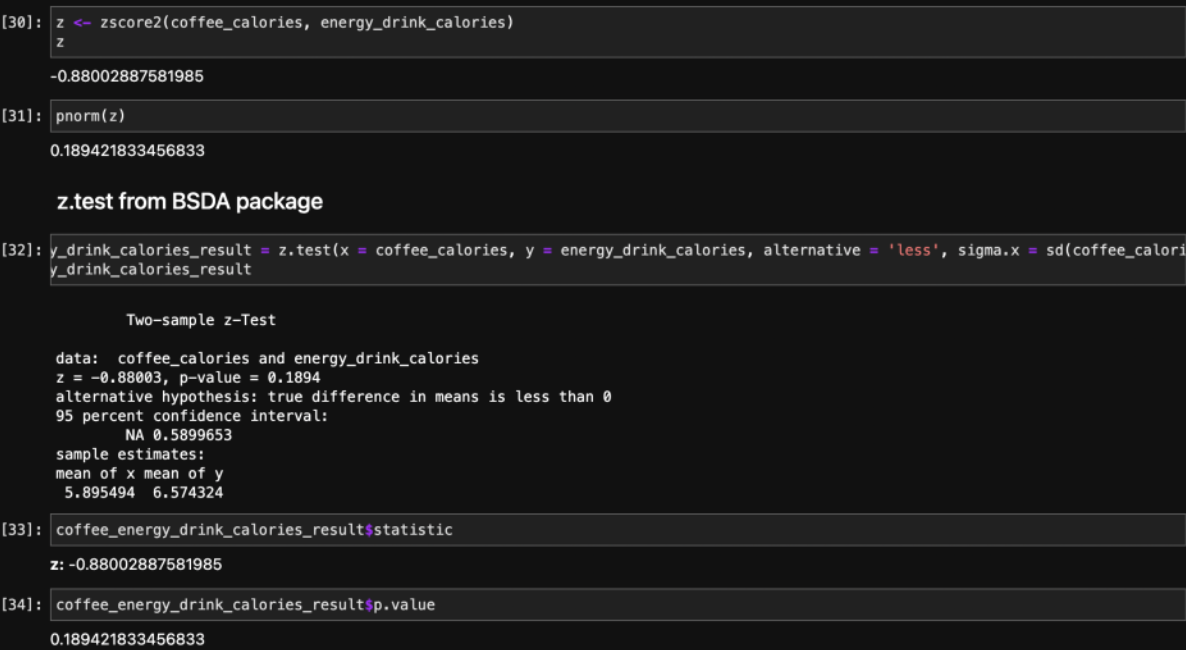 [30]: z <- zscore2(coffee_calories, energy_drink_calories)
z
-0.88002887581985
[31]: pnorm(z)
0.189421833456833
z.test from BSDA package
[32]: y_drink_calories_result = z.test(x = coffee_calories, y = energy_drink_calories, alternative = 'less', sigma.x = sd(coffee_calori
y_drink_calories_result
Two-sample z-Test
data:  coffee_calories and energy_drink_calories
z = -0.88003, p-value = 0.1894
alternative hypothesis: true difference in means is less than 0
95 percent confidence interval:
NA 0.5899653
sample estimates:
mean of x mean of y
5.895494  6.574324
[33]: coffee_energy_drink_calories_result$statistic
z: -0.88002887581985
[34]: coffee_energy_drink_calories_result$p.value
0.189421833456833